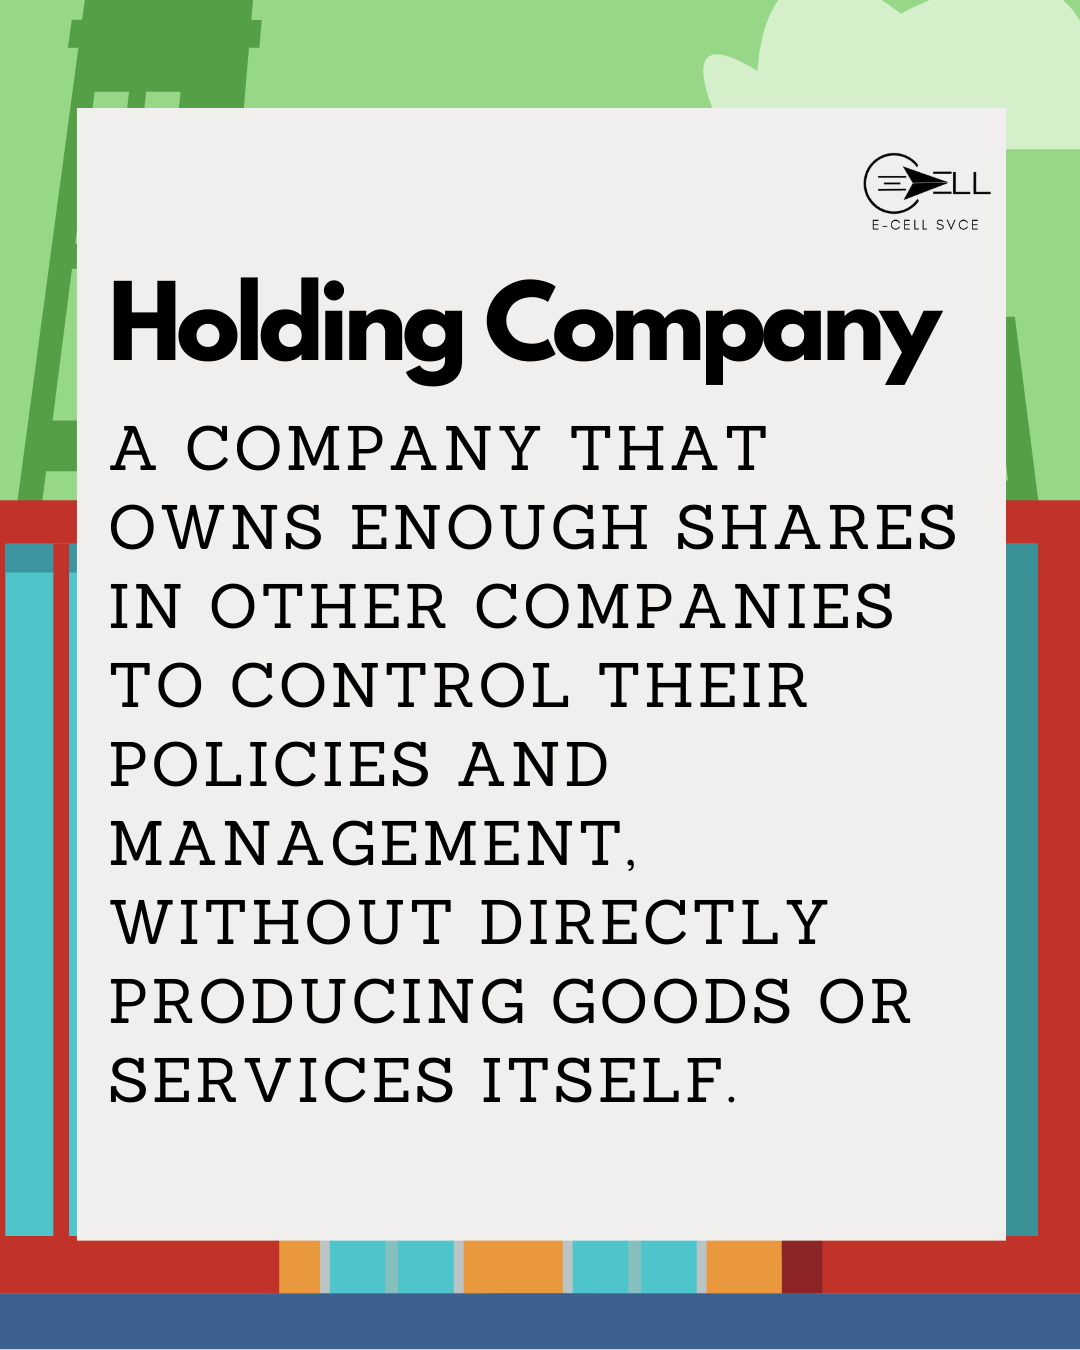 ELL
E-CELL SVCE
Holding Company
A COMPANY THAT
OWNS ENOUGH SHARES
IN OTHER COMPANIES
TO CONTROL THEIR
POLICIES AND
MANAGEMENT,
WITHOUT DIRECTLY
PRODUCING GOODS OR
SERVICES ITSELF.